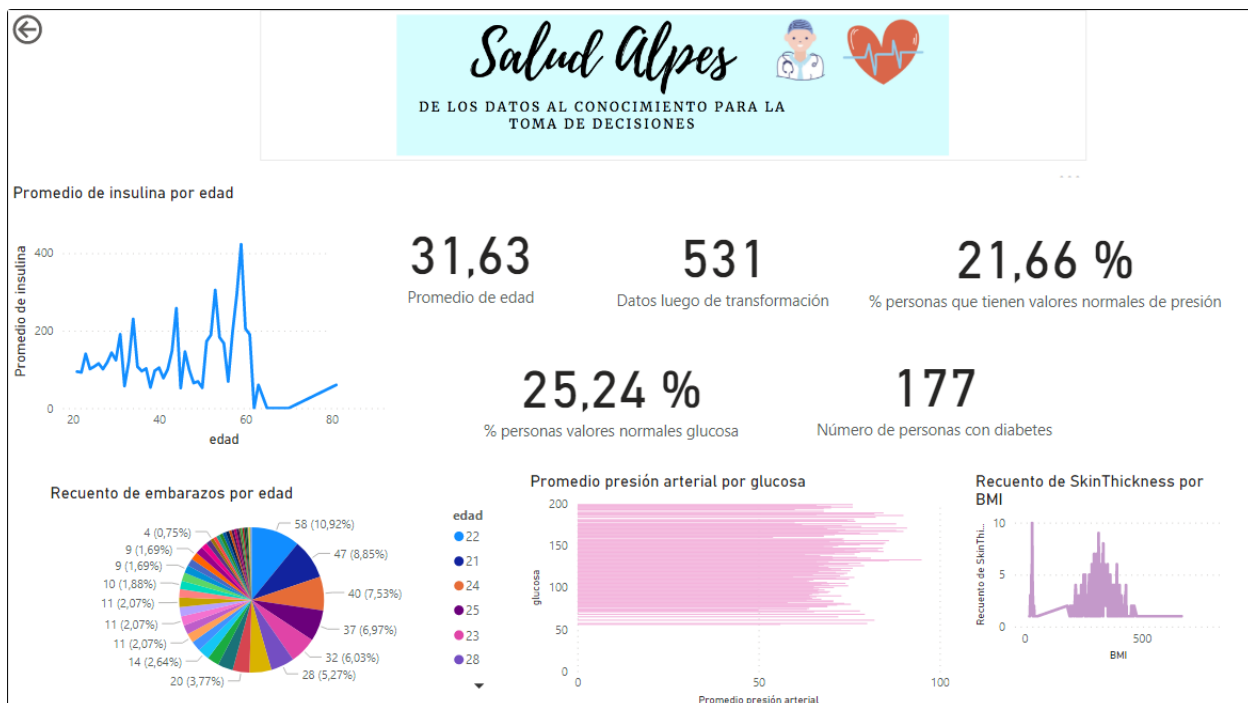 Salud Alpes
DE LOS DATOS AL CONOCIMIENTO PARA LA
TOMA DE DECISIONES
Promedio de insulina por edad
Promedio de insulina
400
200
0
20
40
60
80
edad
31,63
Promedio de edad
531
Datos luego de transformación
21,66 %
% personas que tienen valores normales de presión
25,24 %
% personas valores normales glucosa
177
Número de personas con diabetes
Recuento de embarazos por edad
58 (10,92%)
47 (8,85%)
40 (7,53%)
37 (6,97%)
32 (6,03%)
28 (5,27%)
20 (3,77%)
14 (2,64%)
11 (2,07%)
11 (2,07%)
11 (2,07%)
10 (1,88%)
9 (1,69%)
9 (1,69%)
4 (0,75%)
edad
22
21
24
25
23
28
Promedio presión arterial por glucosa
glucosa
200
150
100
50
0
0
50
100
Promedio presión arterial
Recuento de SkinThickness por
BMI
Recuento de SkinThi...
10
5
0
0
500
BMI